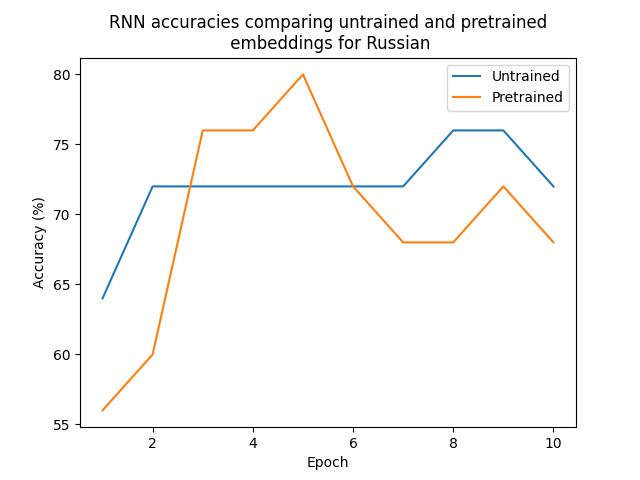 RNN accuracies comparing untrained and pretrained
embeddings for Russian
Untrained
Pretrained
80
75
70
65
60
55
Accuracy (%)
2
4
6
8
10
Epoch